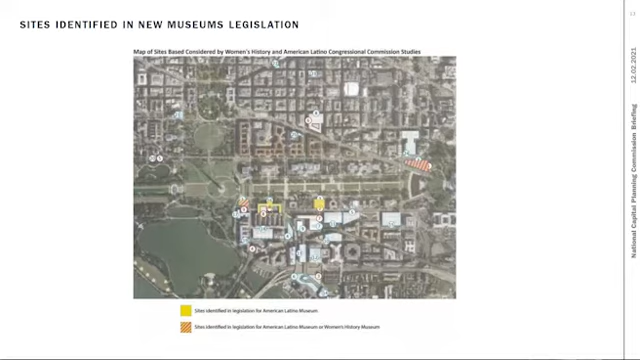 SITES IDENTIFIED IN NEW MUSEUMS LEGISLATION
Map of Sites Based Considered by Women's History and American Latino Congressional Commission Studies
Sites identified in legislation for American Latino Museum
Sites identified in legislation for American Latino Museum or Women's History Museum
13
12.02.2021
National Capital Planning Commission Briefing